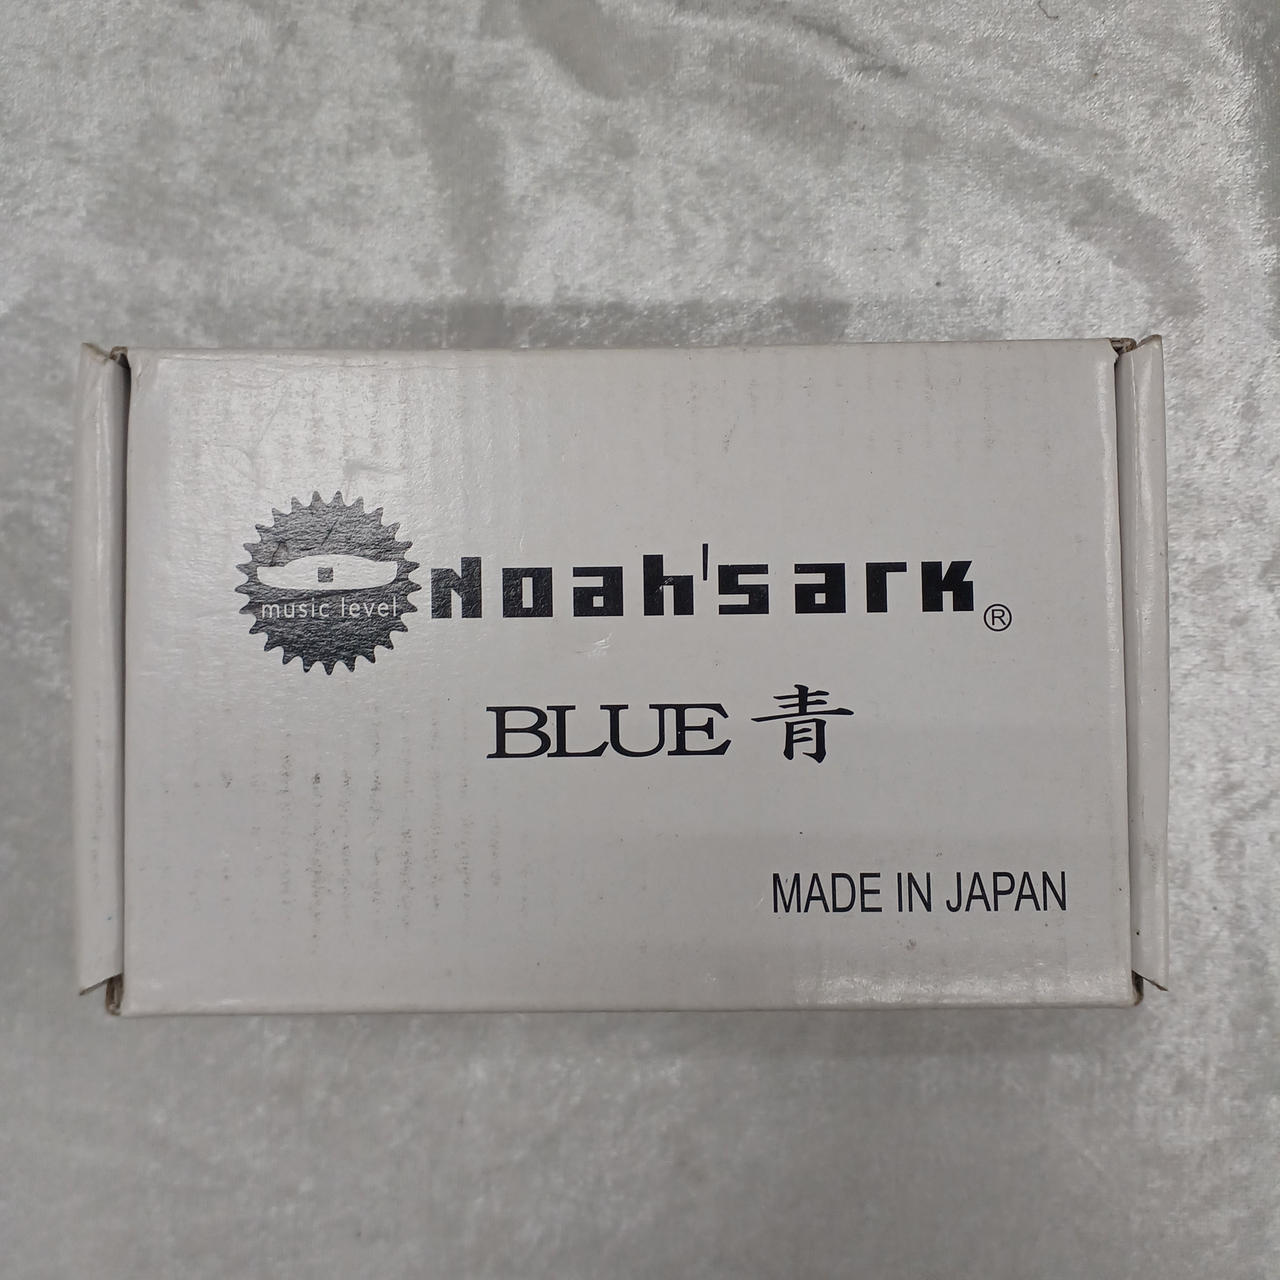 music level
Noah'sark®
BLUE 青
MADE IN JAPAN